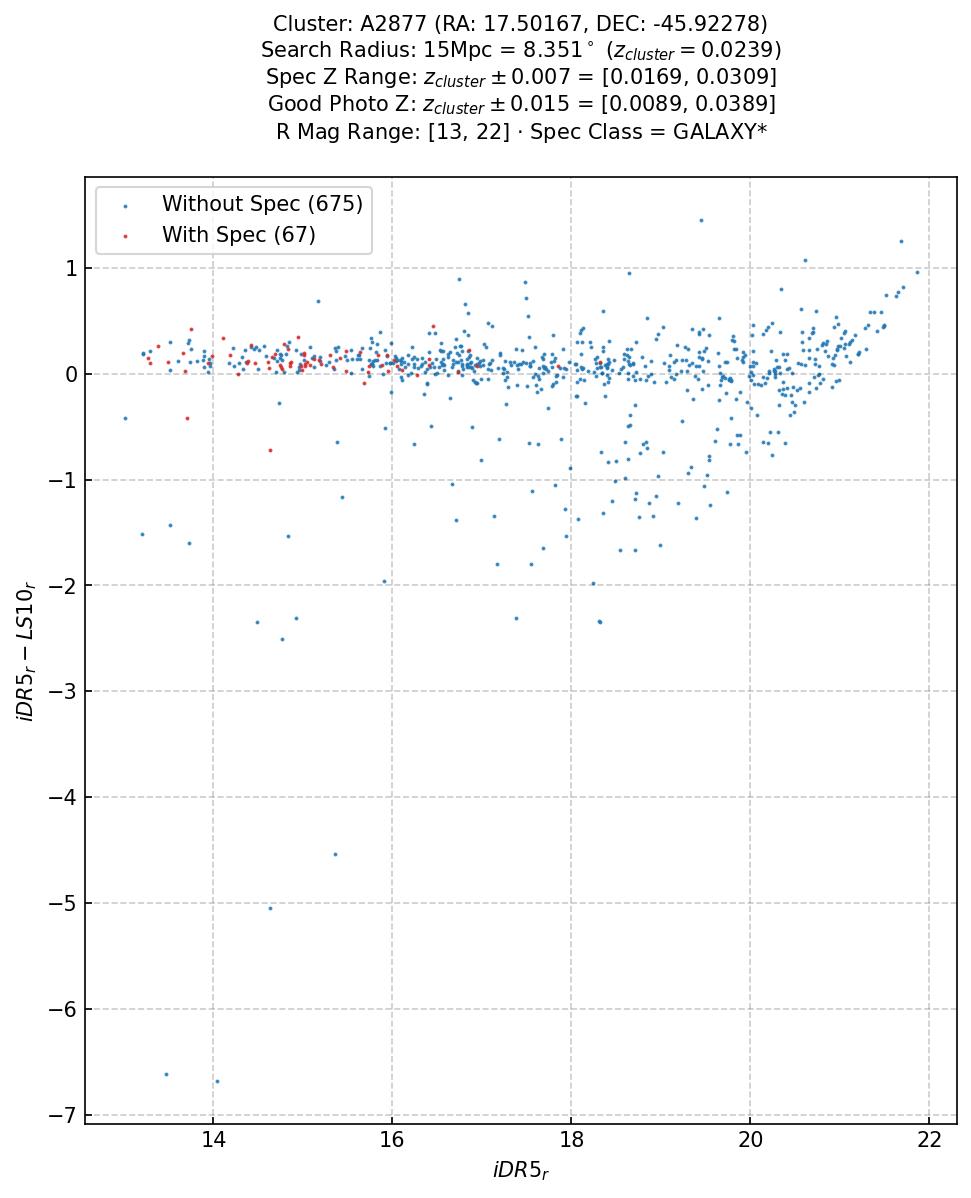 Cluster: A2877 (RA: 17.50167, DEC: -45.92278)
Search Radius: 15Mpc = 8.351° (z_cluster = 0.0239)
Spec Z Range: z_cluster ± 0.007 = [0.0169, 0.0309]
Good Photo Z: z_cluster ± 0.015 = [0.0089, 0.0389]
R Mag Range: [13, 22] · Spec Class = GALAXY*
Without Spec (675)
With Spec (67)
1
0
−1
−2
−3
−4
−5
−6
−7
iDR5_r − LS10_r
14 16 18 20 22
iDR5_r